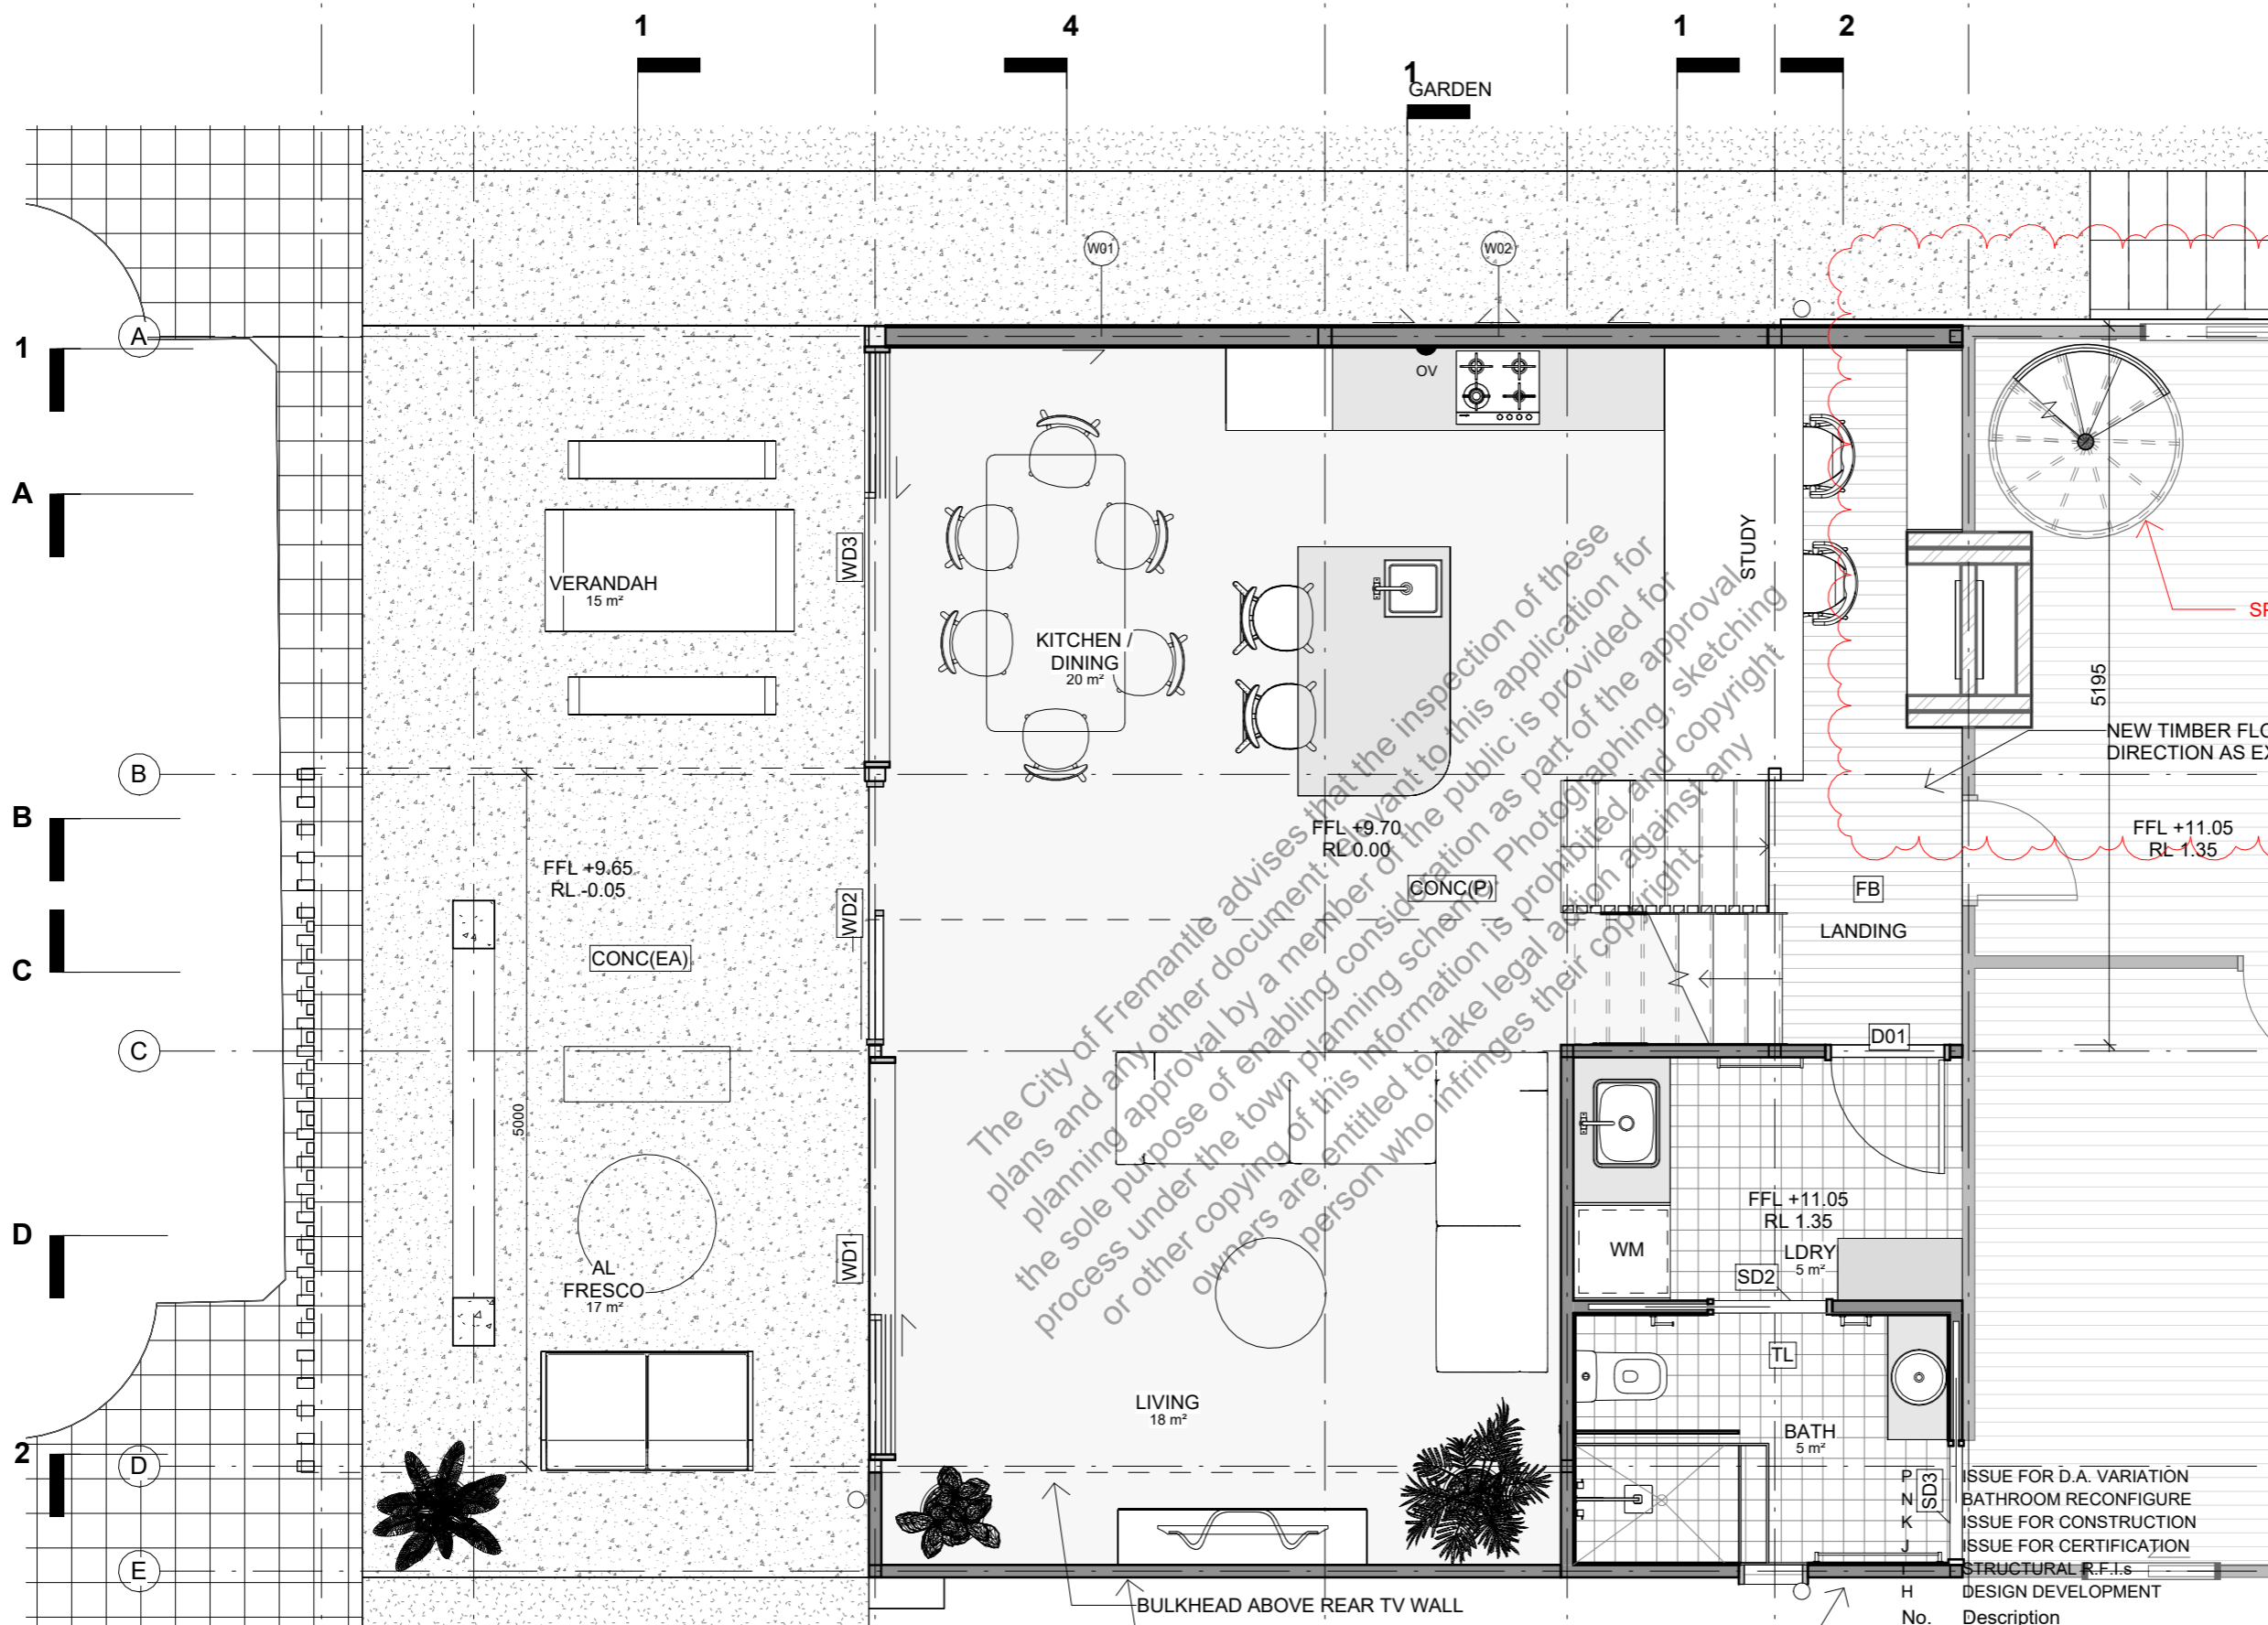 1
4
1
2
1
GARDEN
W01
W02
A
1
OV
A
STUDY
WD3
VERANDAH
15 m²
KITCHEN /
DINING
20 m²
5195
NEW TIMBER FLO
DIRECTION AS EX
B
B
FFL +9.70
RL 0.00
FFL +11.05
RL 1.35
FFL +9.65
RL -0.05
CONC(P)
FB
WD2
LANDING
CONC(EA)
C
C
D01
5000
The City of Fremantle advises that the inspection of these
plans and any other document relevant to this application for
planning approval by a member of the public is provided for
the sole purpose of enabling consideration as part of the approval
process under the town planning scheme. Photographing, sketching
or other copying of this information is prohibited and copyright
owners are entitled to take legal action against any
person who infringes their copyright.
FFL +11.05
RL 1.35
D
WM
LDRY
5 m²
WD1
AL
FRESCO
17 m²
SD2
TL
LIVING
18 m²
BATH
5 m²
2
D
SD3
P ISSUE FOR D.A. VARIATION
N BATHROOM RECONFIGURE
K ISSUE FOR CONSTRUCTION
J ISSUE FOR CERTIFICATION
I STRUCTURAL R.F.I.s
H DESIGN DEVELOPMENT
No. Description
E
BULKHEAD ABOVE REAR TV WALL